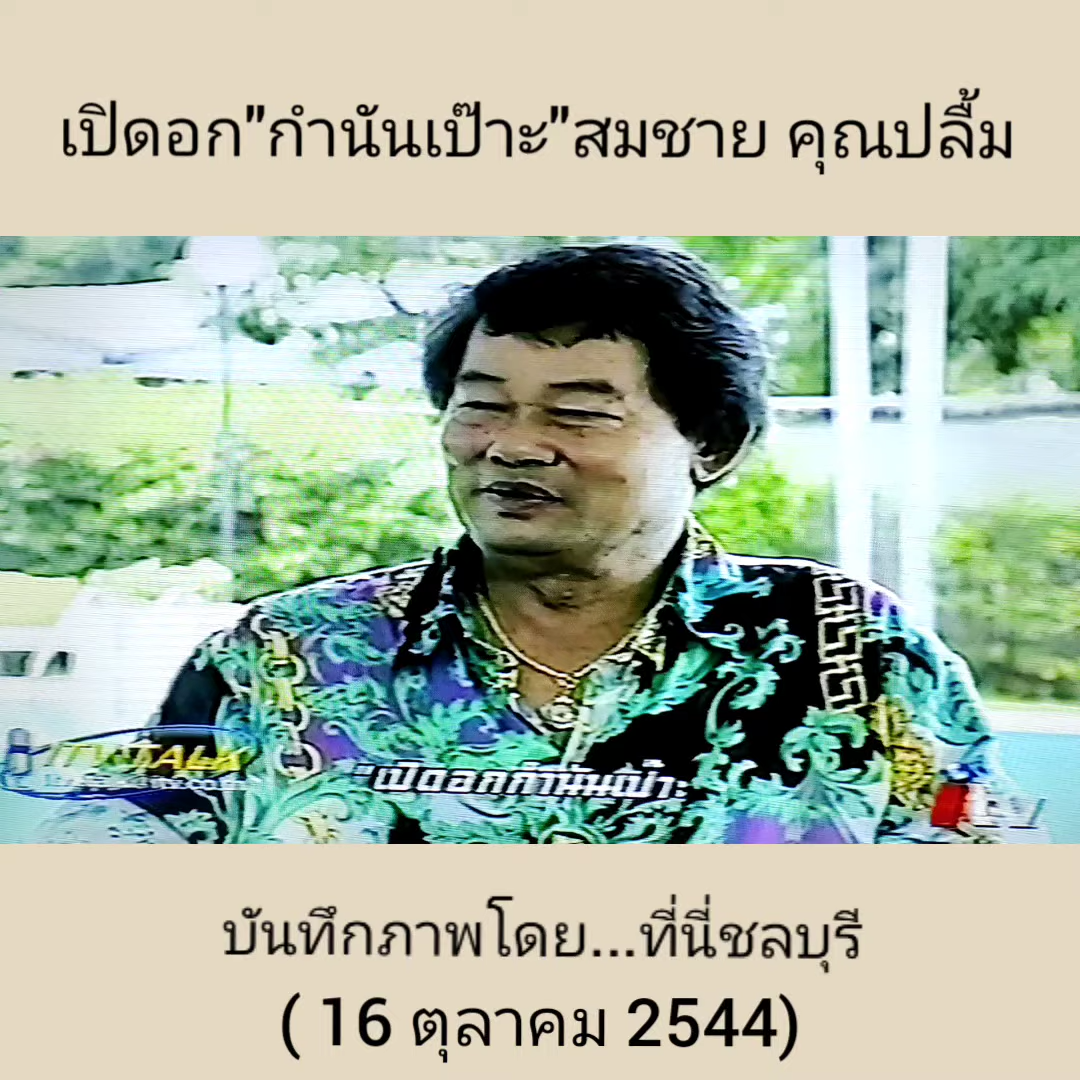 เปิดอก"กำนันเป๊าะ"สมชาย คุณปลื้ม
ITV TALK
"เปิดอกกำนันเป๊าะ
itv
บันทึกภาพโดย...ที่นี่ชลบุรี
( 16 ตุลาคม 2544)